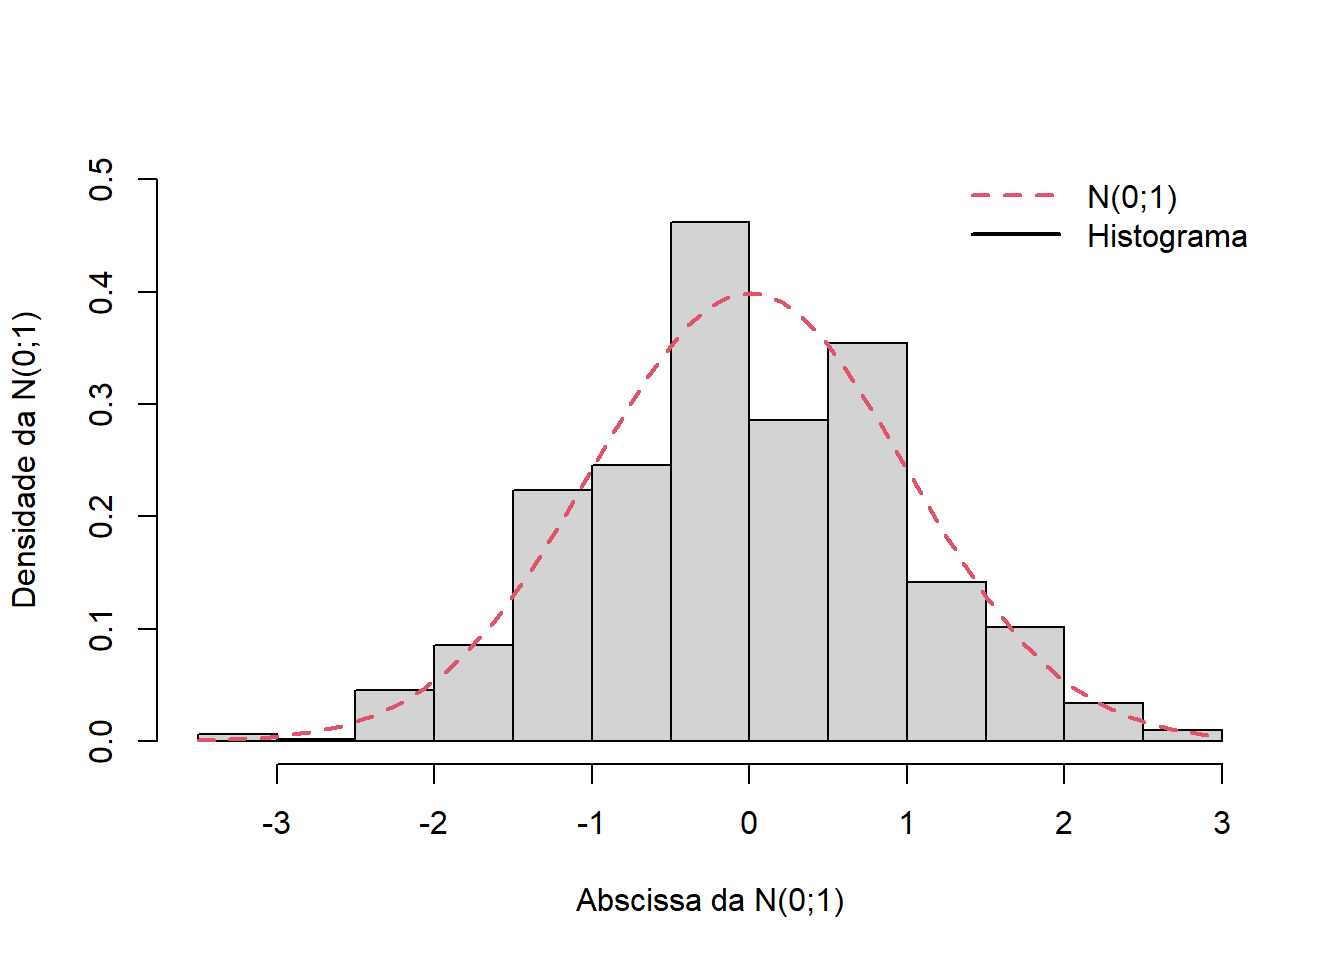 N(0;1)
Histograma
Densidade da N(0;1)
0.5
0.4
0.3
0.2
0.1
0.0
-3 -2 -1 0 1 2 3
Abscissa da N(0;1)